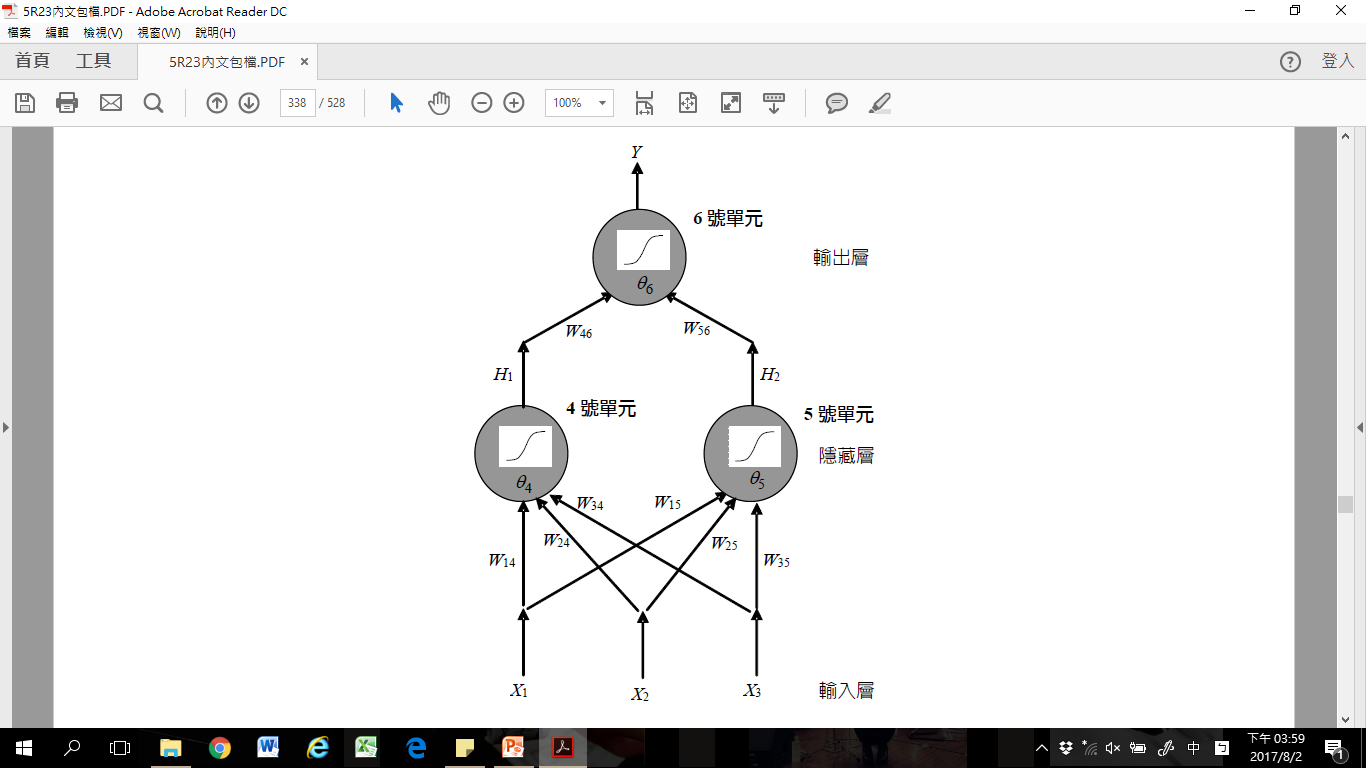 5R23內文包檔.PDF - Adobe Acrobat Reader DC
檔案 編輯 檢視(V) 視窗(W) 說明(H)
首頁 工具 5R23內文包檔.PDF × 登入
338 / 528 100%
Y
6 號單元
輸出層
θ6
W46 W56
H1 H2
4 號單元 5 號單元
隱藏層
θ4 θ5
W34 W15
W24 W25
W14 W35
X1 X2 X3 輸入層
中 下午 03:59
2017/8/2 1